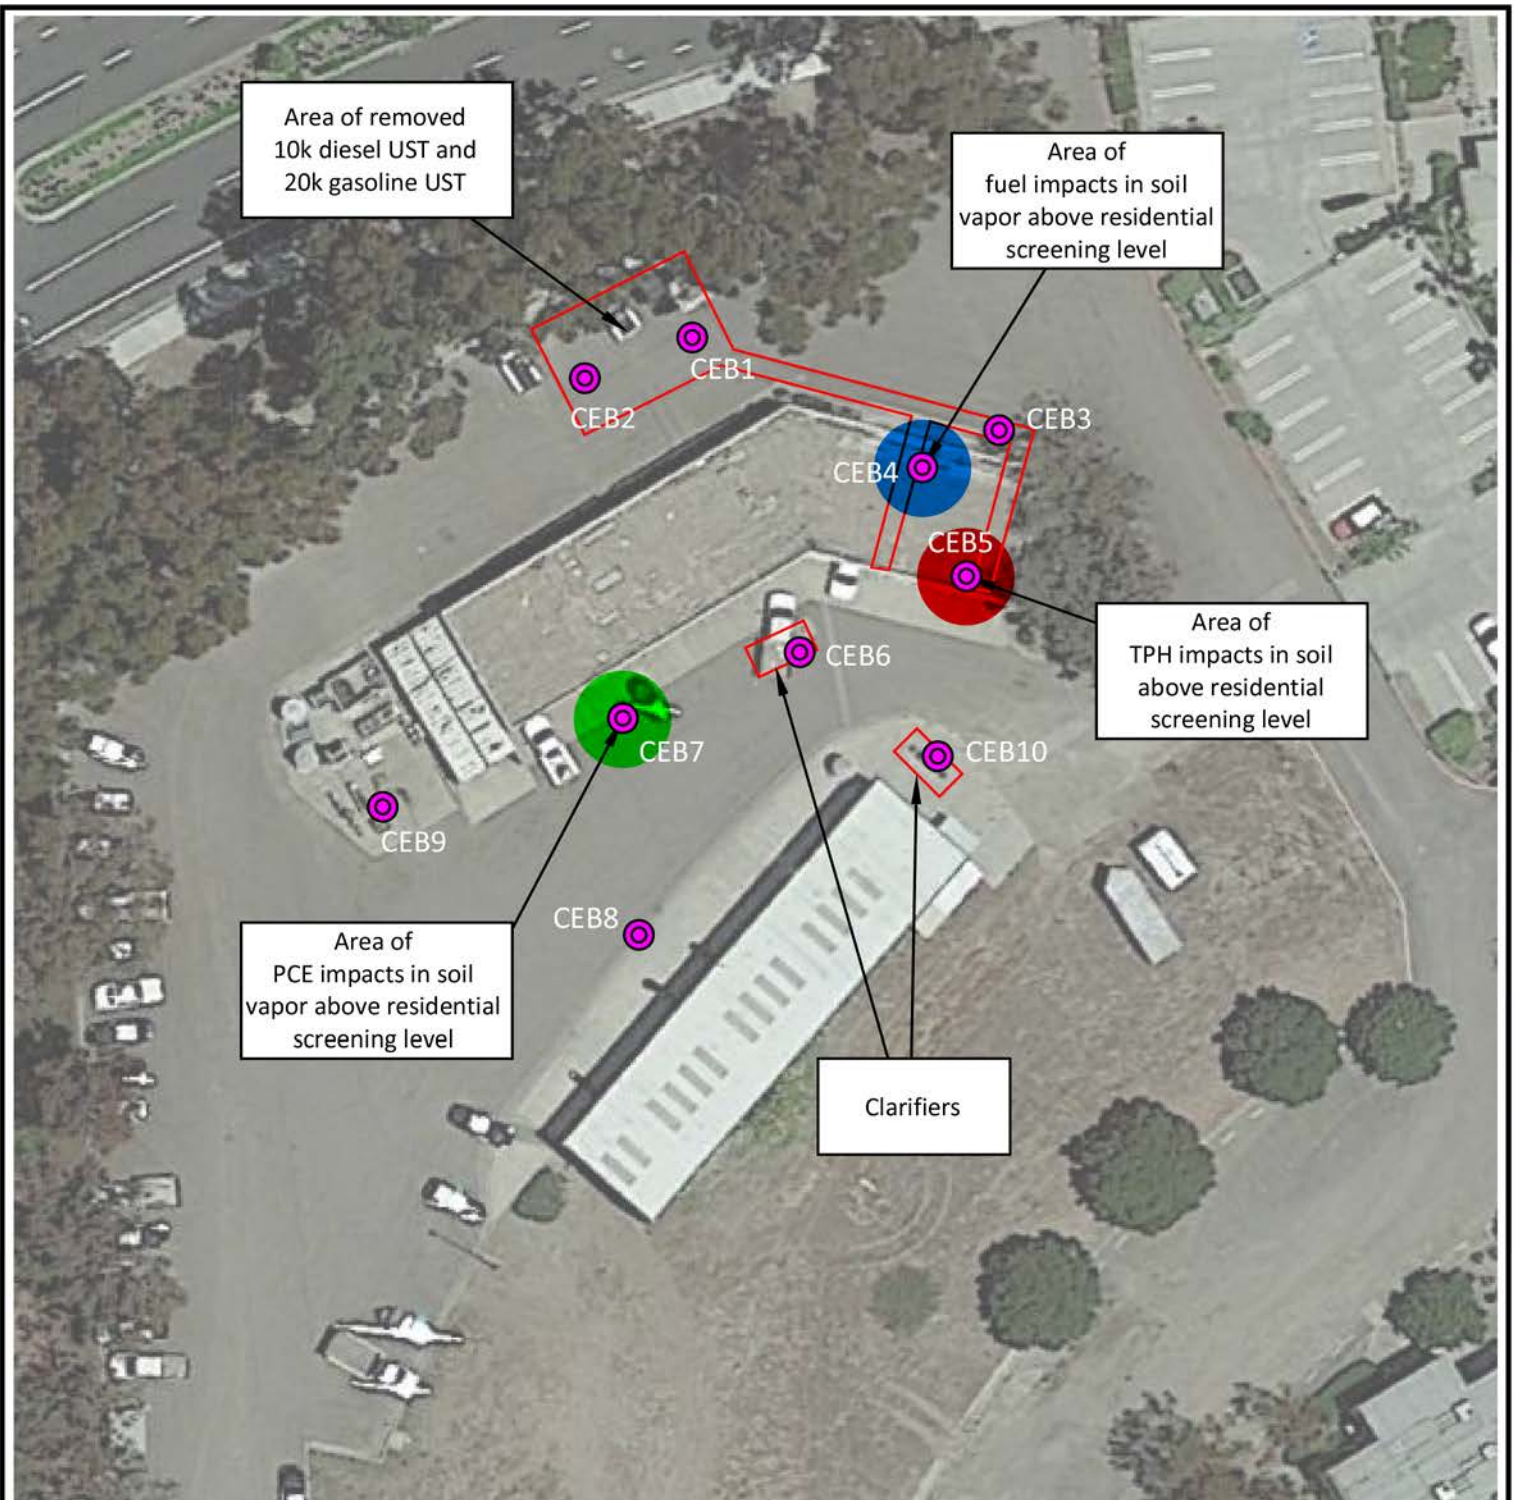 Area of removed
10k diesel UST and
20k gasoline UST
Area of
fuel impacts in soil
vapor above residential
screening level
CEB1
CEB2
CEB3
CEB4
CEB5
Area of
TPH impacts in soil
above residential
screening level
CEB6
CEB7
CEB10
CEB9
CEB8
Area of
PCE impacts in soil
vapor above residential
screening level
Clarifiers